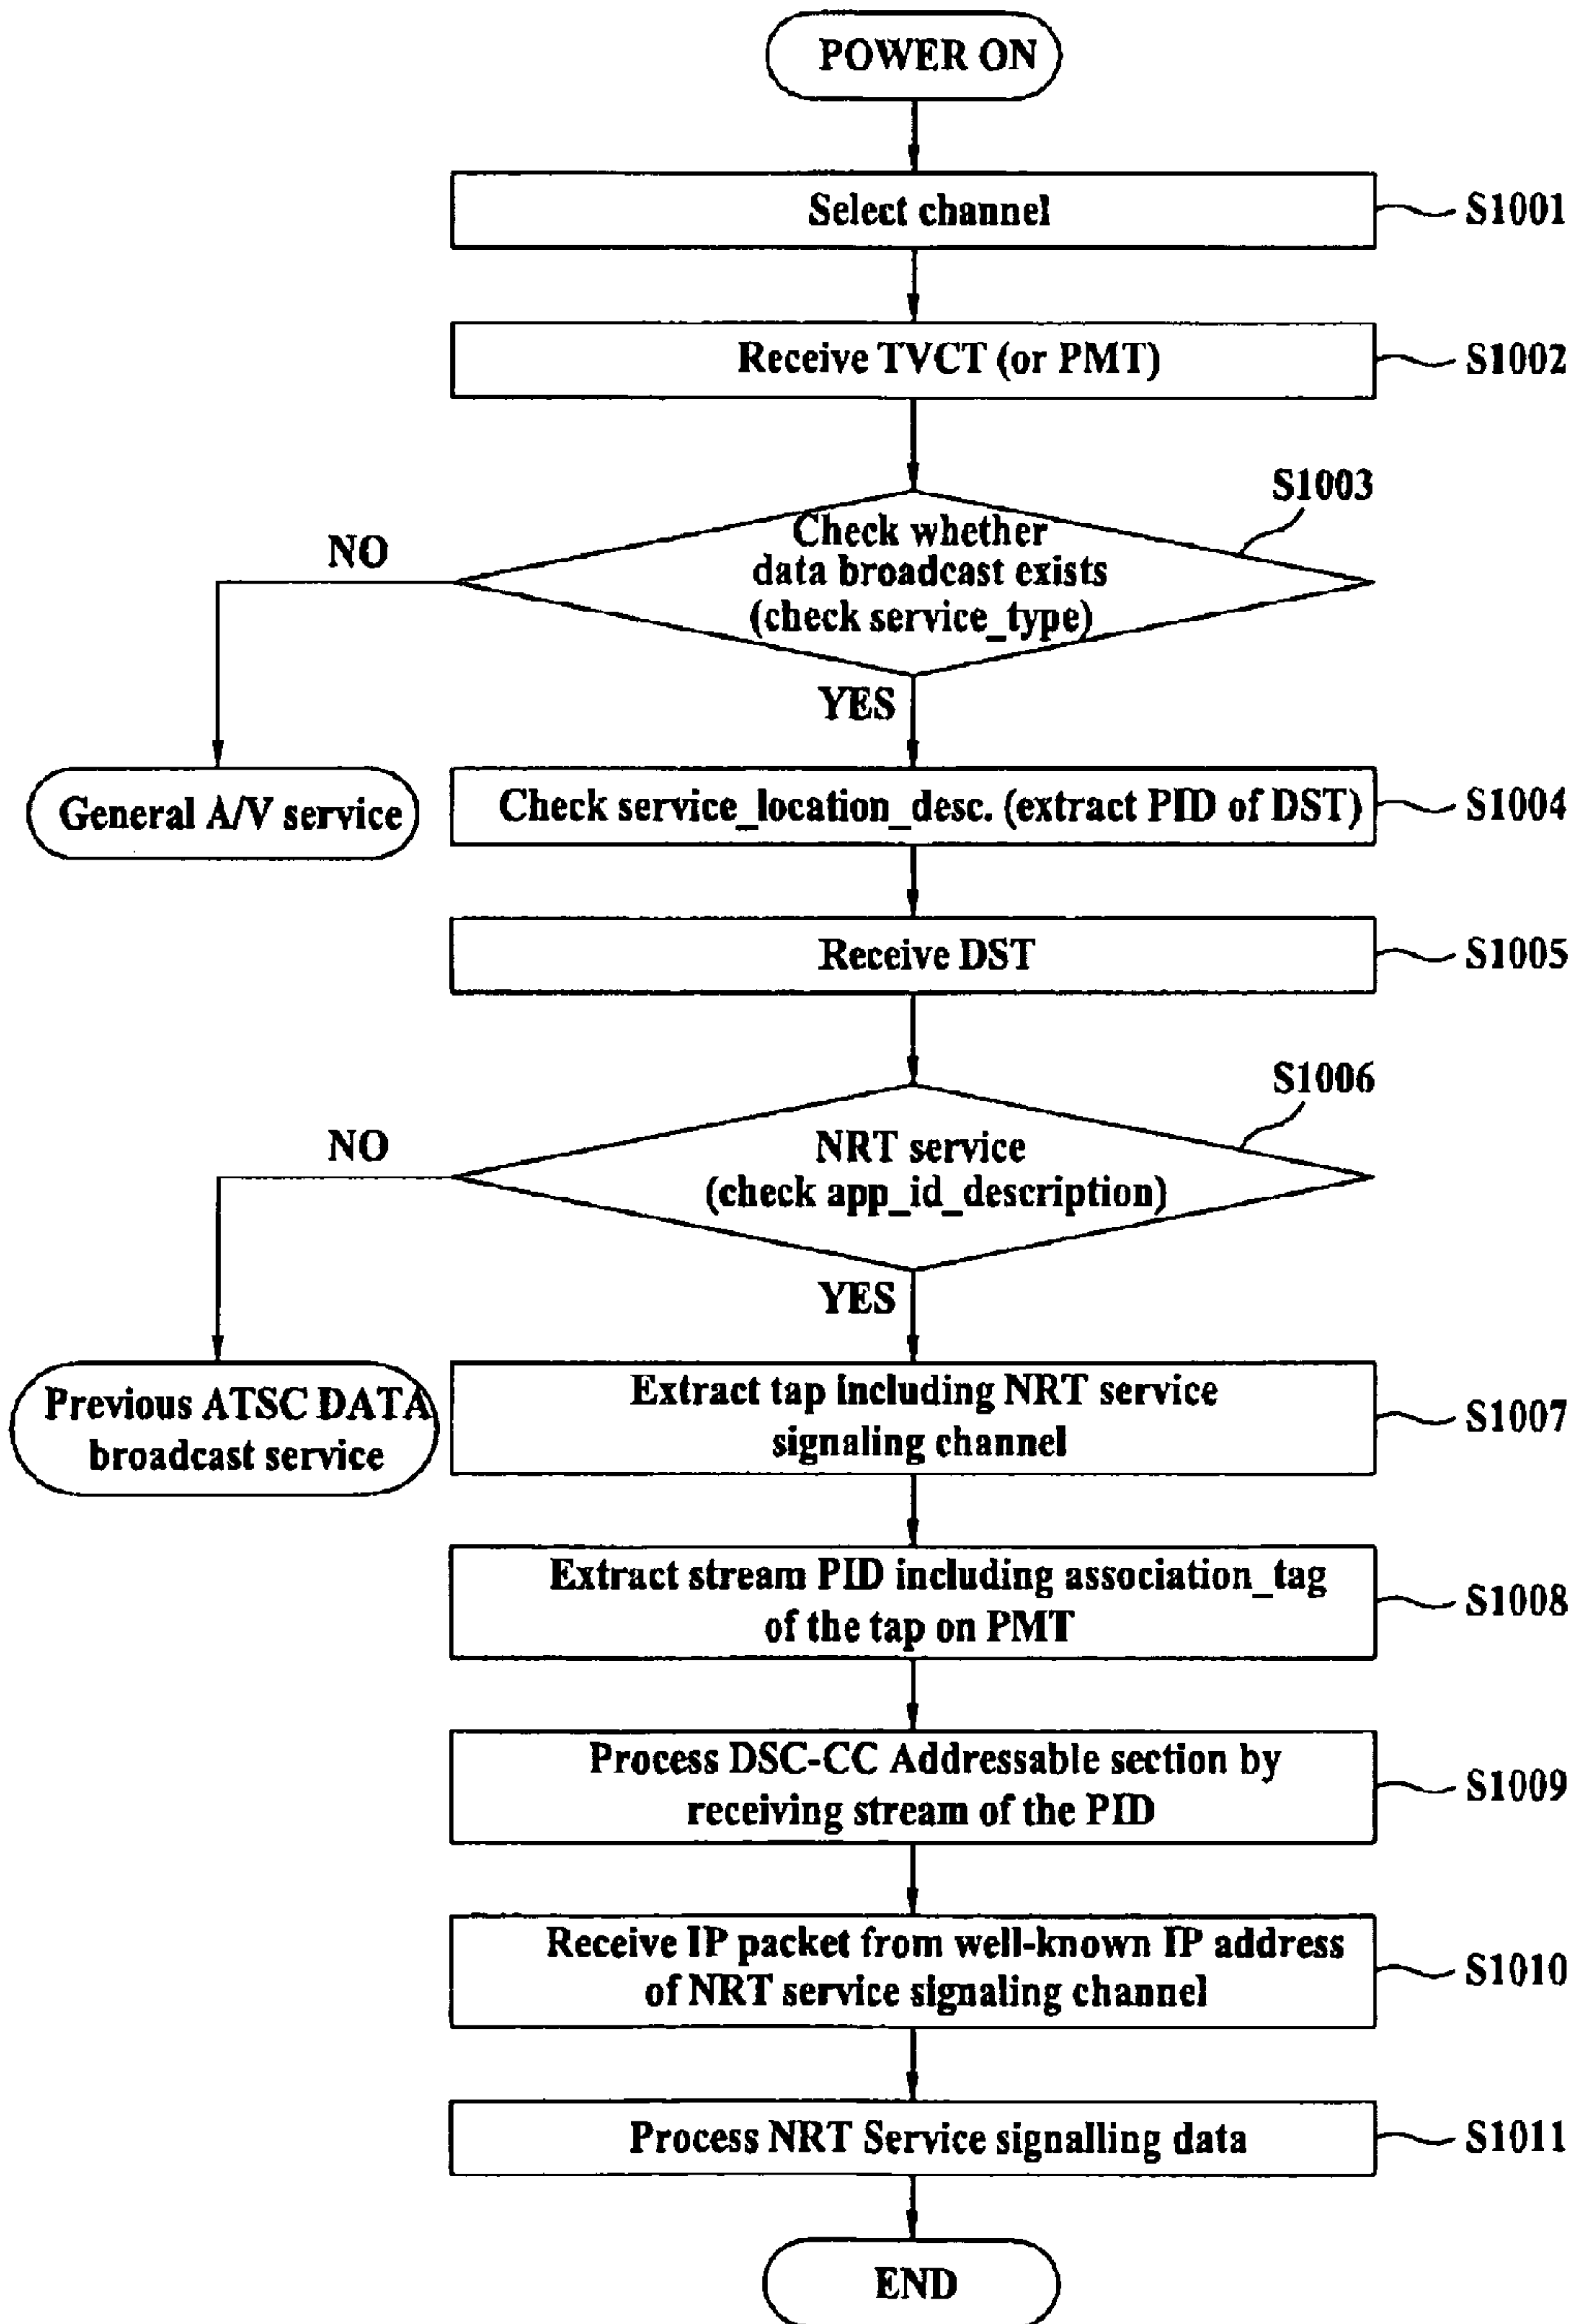 POWER ON
Select channel
S1001
Receive TVCT (or PMT)
S1002
S1003
Check whether
data broadcast exists
(check service_type)
NO
YES
General A/V service
Check service_location_desc. (extract PID of DST)
S1004
Receive DST
S1005
S1006
NRT service
(check app_id_description)
NO
YES
Previous ATSC DATA
broadcast service
Extract tap including NRT service
signaling channel
S1007
Extract stream PID including association_tag
of the tap on PMT
S1008
Process DSC-CC Addressable section by
receiving stream of the PID
S1009
Receive IP packet from well-known IP address
of NRT service signaling channel
S1010
Process NRT Service signalling data
S1011
END